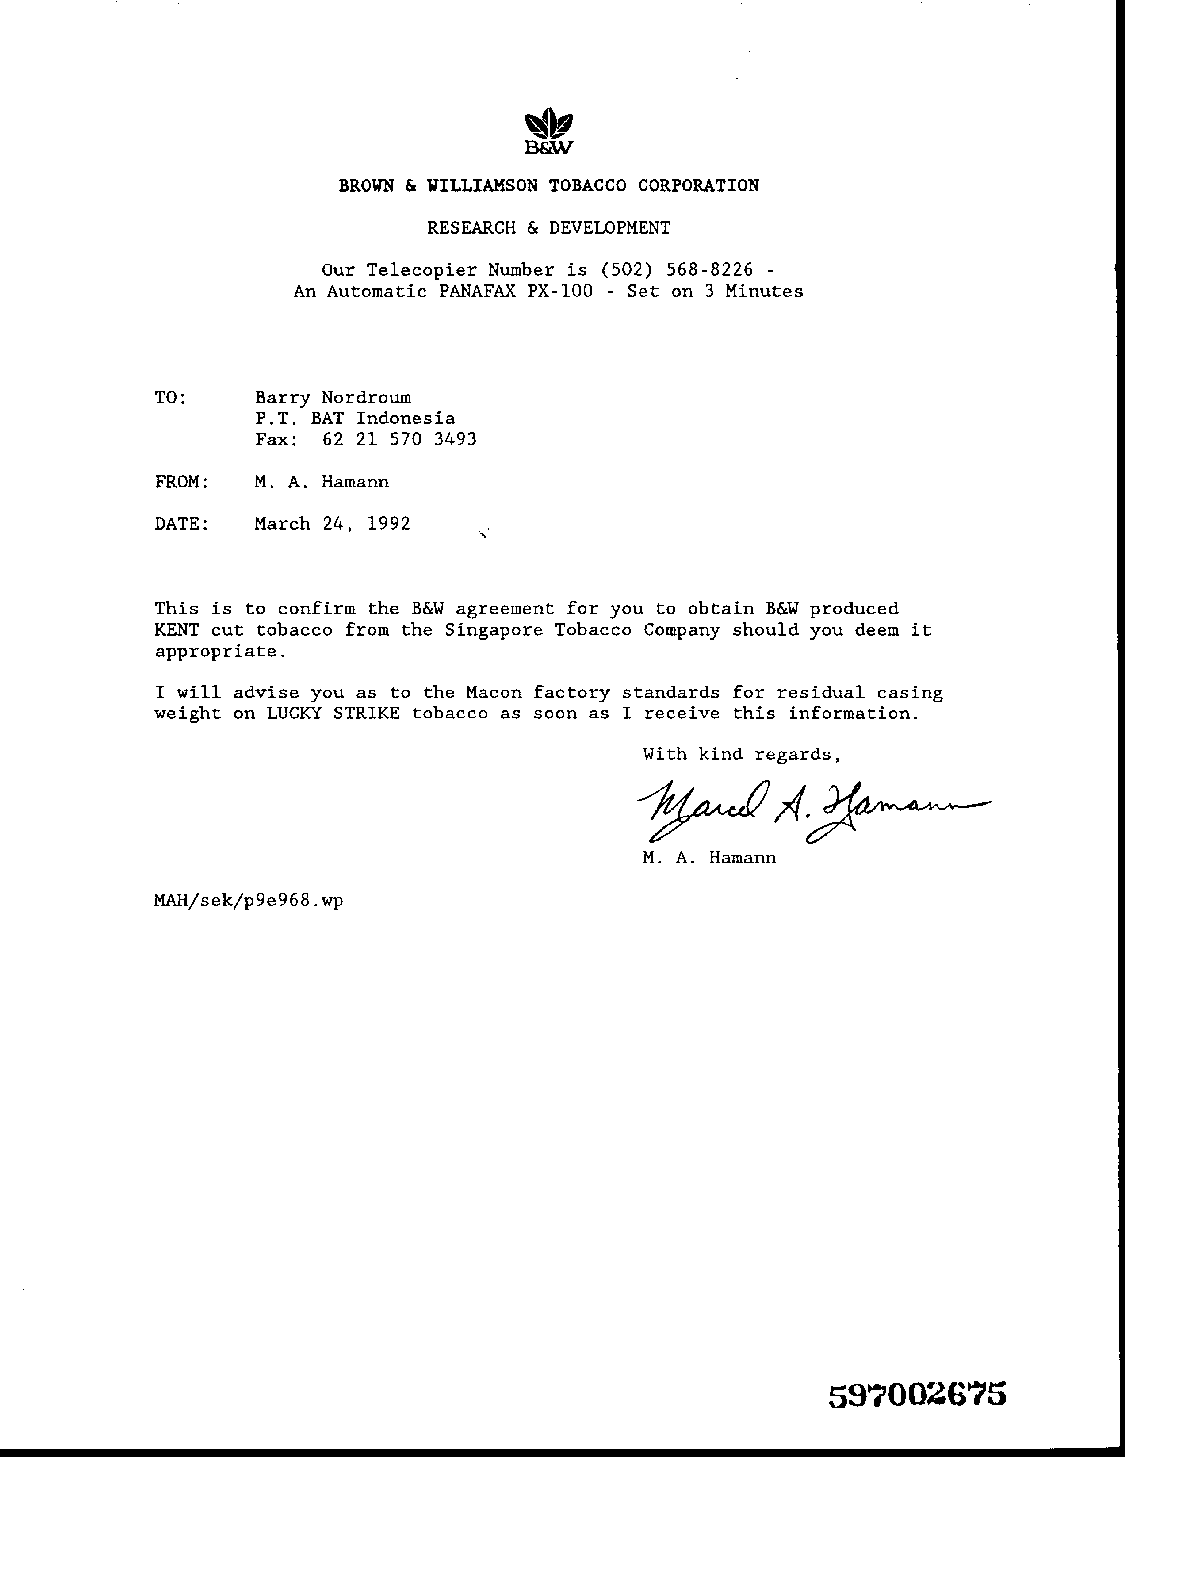 B&W
BROWN & WILLIAMSON TOBACCO CORPORATION
RESEARCH & DEVELOPMENT
Our Telecopier Number is (502) 568-8226 -
An Automatic PANAFAX PX-100 - Set on 3 Minutes
TO: Barry Nordroum
P.T. BAT Indonesia
Fax: 62 21 570 3493
FROM: M. A. Hamann
DATE: March 24, 1992
This is to confirm the B&W agreement for you to obtain B&W produced
KENT cut tobacco from the Singapore Tobacco Company should you deem it
appropriate.
I will advise you as to the Macon factory standards for residual casing
weight on LUCKY STRIKE tobacco as soon as I receive this information.
With kind regards,
Marcel A. Hamann
M. A. Hamann
MAH/sek/p9e968.wp
597002675